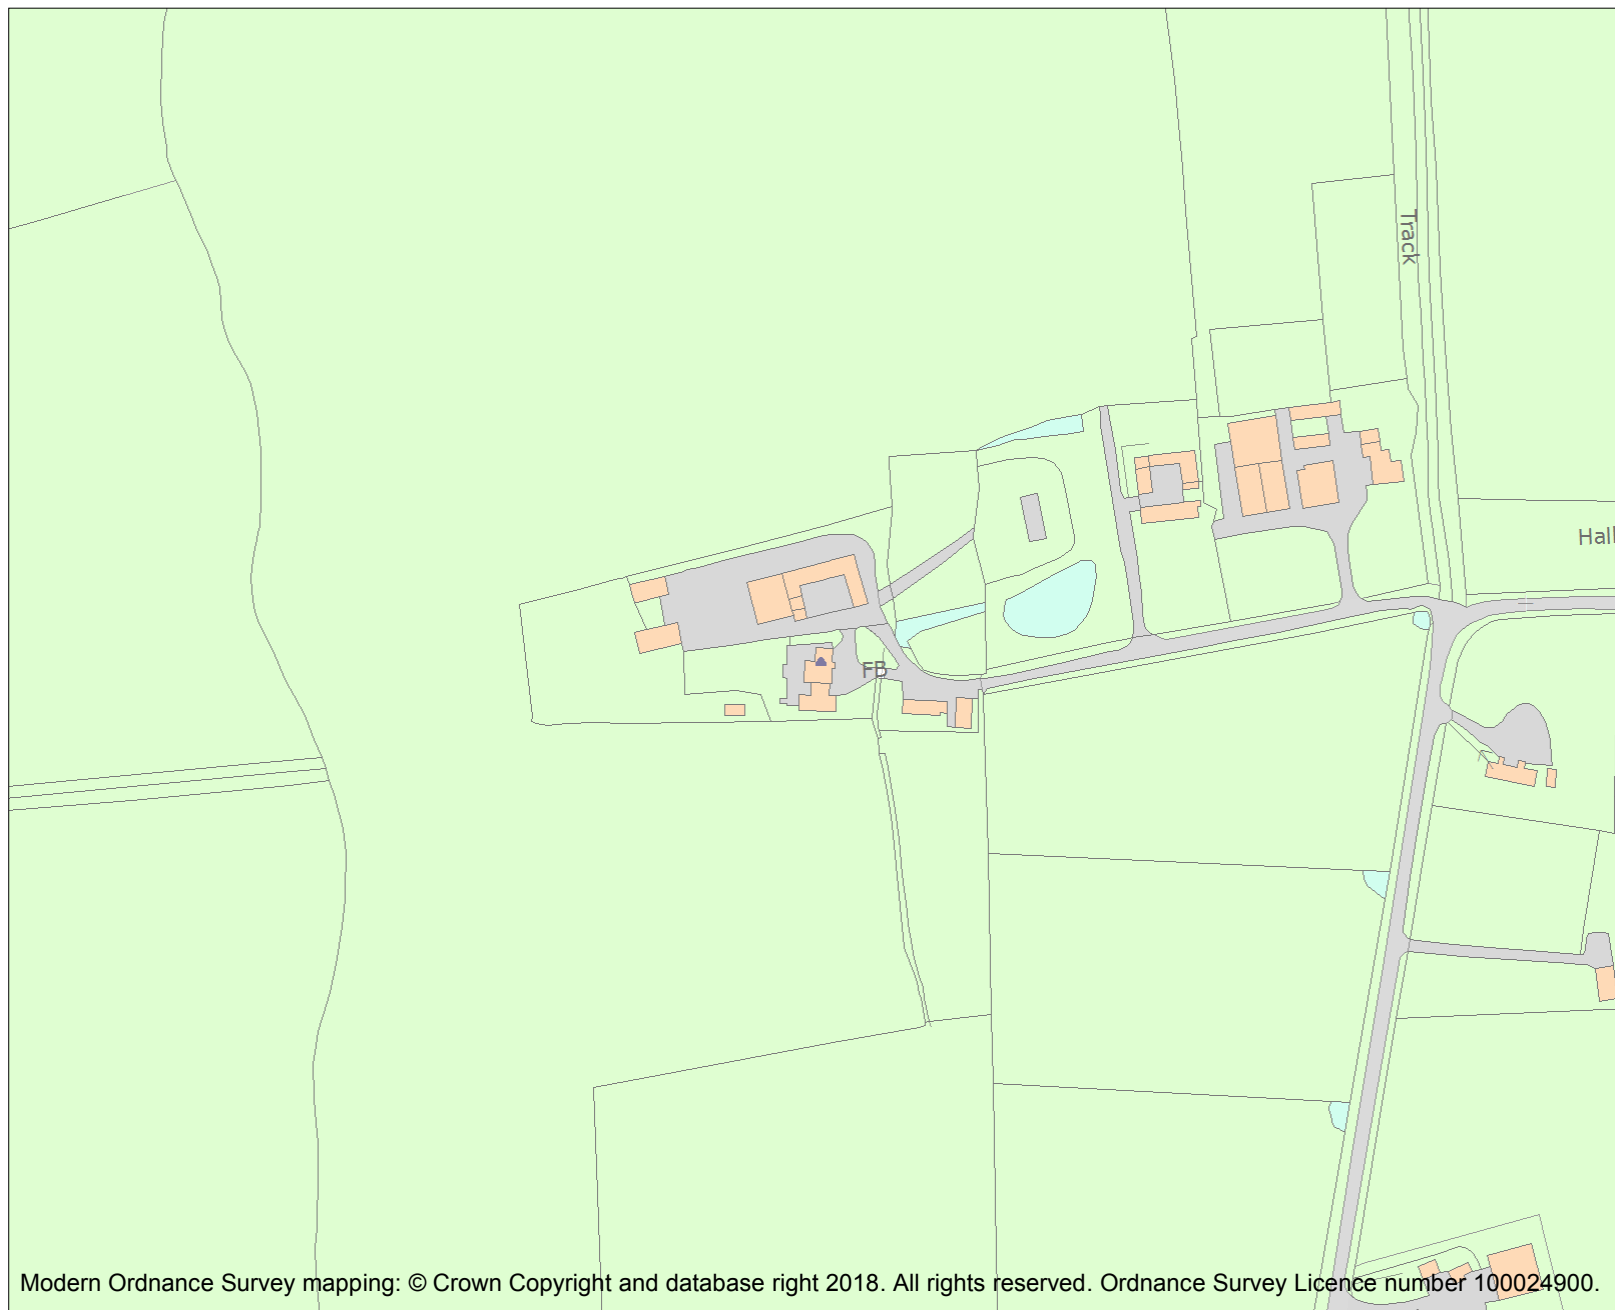 Track
Hall
FB
Modern Ordnance Survey mapping: © Crown Copyright and database right 2018. All rights reserved. Ordnance Survey Licence number 100024900.